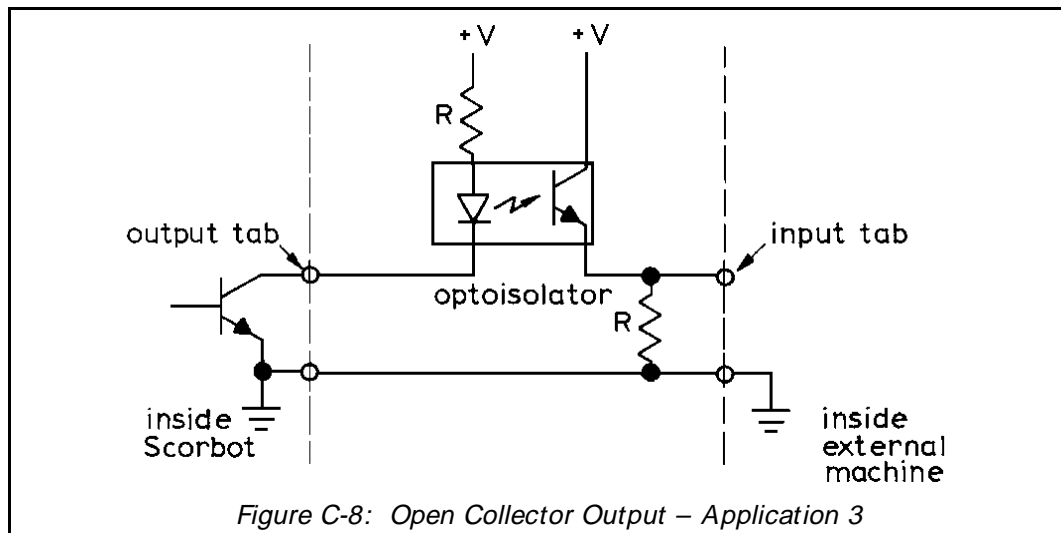 +V +V
R
output tab
input tab
optoisolator
R
inside
Scorbot
inside
external
machine
Figure C-8: Open Collector Output – Application 3